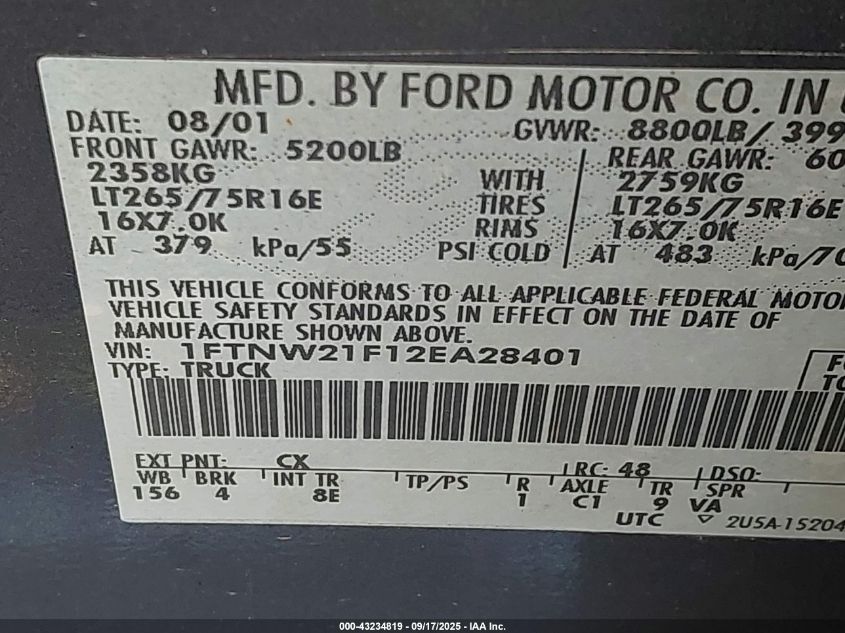 MFD. BY FORD MOTOR CO. IN
DATE: 08/01 GVWR: 8800LB/ 399
FRONT GAWR: 5200LB REAR GAWR: 60
2358KG WITH 2759KG
LT265/75R16E TIRES LT265/75R16E
16X7.0K RIMS 16X7.0K
AT 379 kPa/55 PSI COLD AT 483 kPa/70
THIS VEHICLE CONFORMS TO ALL APPLICABLE FEDERAL MOTOR
VEHICLE SAFETY STANDARDS IN EFFECT ON THE DATE OF
MANUFACTURE SHOWN ABOVE.
VIN: 1FTNW21F12EA28401
TYPE: TRUCK
EXT PNT: CX RC: 48 DSO:
WB BRK INT TR TP/PS R AXLE TR SPR
156 4 8E 1 C1 9 VA
UTC ▽ 2U5A-15204
000-43234819 - 09/17/2025 - IAA Inc.